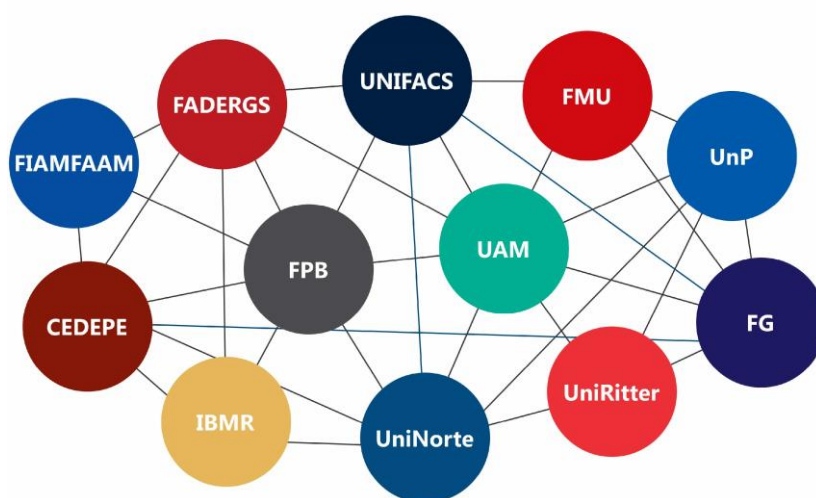 UNIFACS
FADERGS
FMU
FIAMFAAM
UnP
FPB
UAM
CEDEPE
FG
IBMR
UniNorte
UniRitter